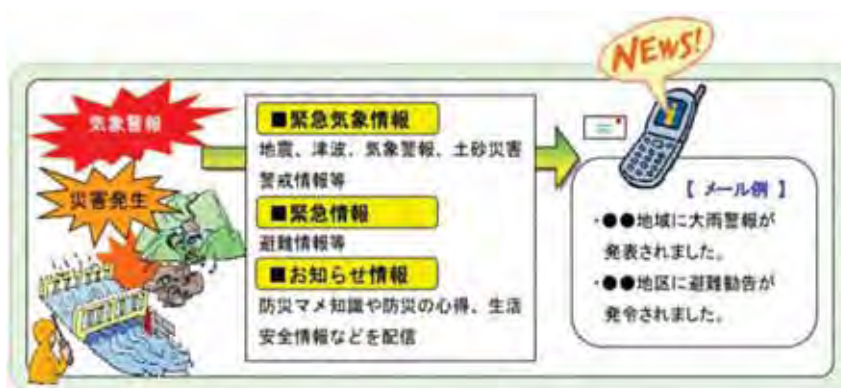 NEWS!
気象警報
災害発生
■緊急気象情報
地震、津波、気象警報、土砂災害
警戒情報等
■緊急情報
避難情報等
■お知らせ情報
防災マメ知識や防災の心得、生活
安全情報などを配信
【 メール例 】
・●●地域に大雨警報が
発表されました。
・●●地区に避難勧告が
発令されました。